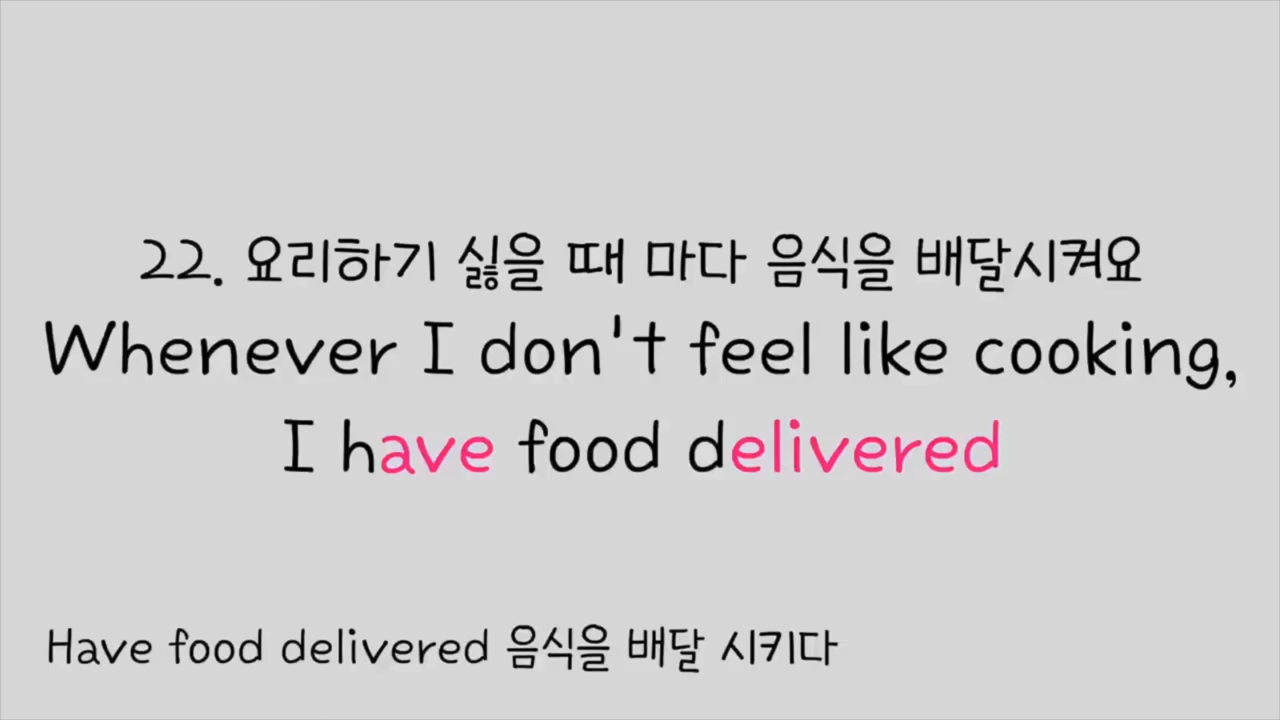 22. 요리하기 싫을 때 마다 음식을 배달시켜요
Whenever I don't feel like cooking,
I have food delivered
Have food delivered 음식을 배달 시키다